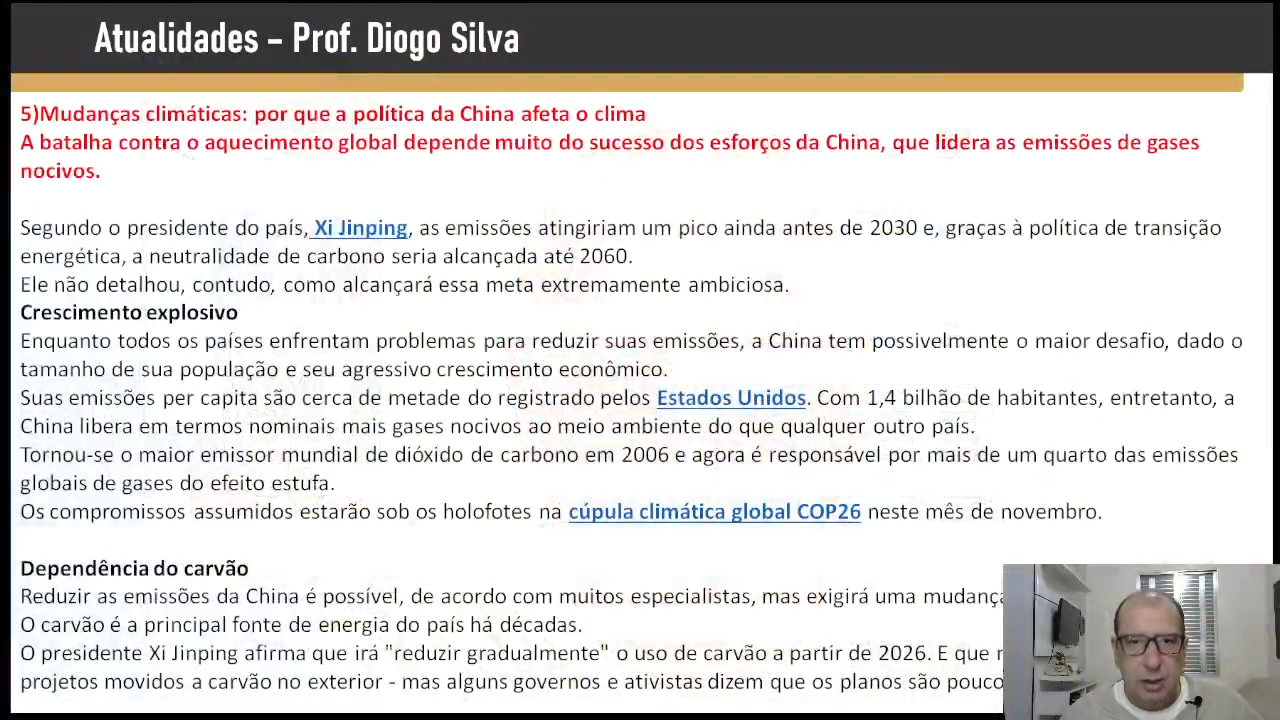 Atualidades – Prof. Diogo Silva
5)Mudanças climáticas: por que a política da China afeta o clima
A batalha contra o aquecimento global depende muito do sucesso dos esforços da China, que lidera as emissões de gases
nocivos.
Segundo o presidente do país, Xi Jinping, as emissões atingiriam um pico ainda antes de 2030 e, graças à política de transição
energética, a neutralidade de carbono seria alcançada até 2060.
Ele não detalhou, contudo, como alcançará essa meta extremamente ambiciosa.
Crescimento explosivo
Enquanto todos os países enfrentam problemas para reduzir suas emissões, a China tem possivelmente o maior desafio, dado o
tamanho de sua população e seu agressivo crescimento econômico.
Suas emissões per capita são cerca de metade do registrado pelos Estados Unidos. Com 1,4 bilhão de habitantes, entretanto, a
China libera em termos nominais mais gases nocivos ao meio ambiente do que qualquer outro país.
Tornou-se o maior emissor mundial de dióxido de carbono em 2006 e agora é responsável por mais de um quarto das emissões
globais de gases do efeito estufa.
Os compromissos assumidos estarão sob os holofotes na cúpula climática global COP26 neste mês de novembro.
Dependência do carvão
Reduzir as emissões da China é possível, de acordo com muitos especialistas, mas exigirá uma
O carvão é a principal fonte de energia do país há décadas.
O presidente Xi Jinping afirma que irá "reduzir gradualmente" o uso de carvão a partir de 2026. E que
projetos movidos a carvão no exterior - mas alguns governos e ativistas dizem que os planos são pouco